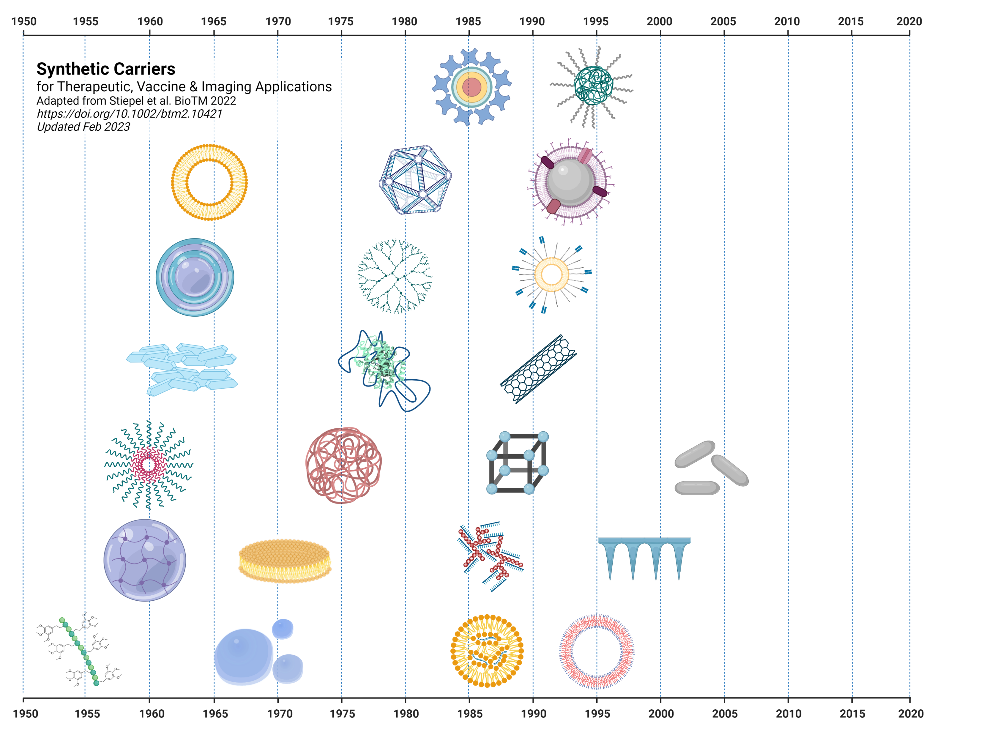 1950 1955 1960 1965 1970 1975 1980 1985 1990 1995 2000 2005 2010 2015 2020
Synthetic Carriers
for Therapeutic, Vaccine & Imaging Applications
Adapted from Stiepel et al. BioTM 2022
https://doi.org/10.1002/btm2.10421
Updated Feb 2023
1950 1955 1960 1965 1970 1975 1980 1985 1990 1995 2000 2005 2010 2015 2020